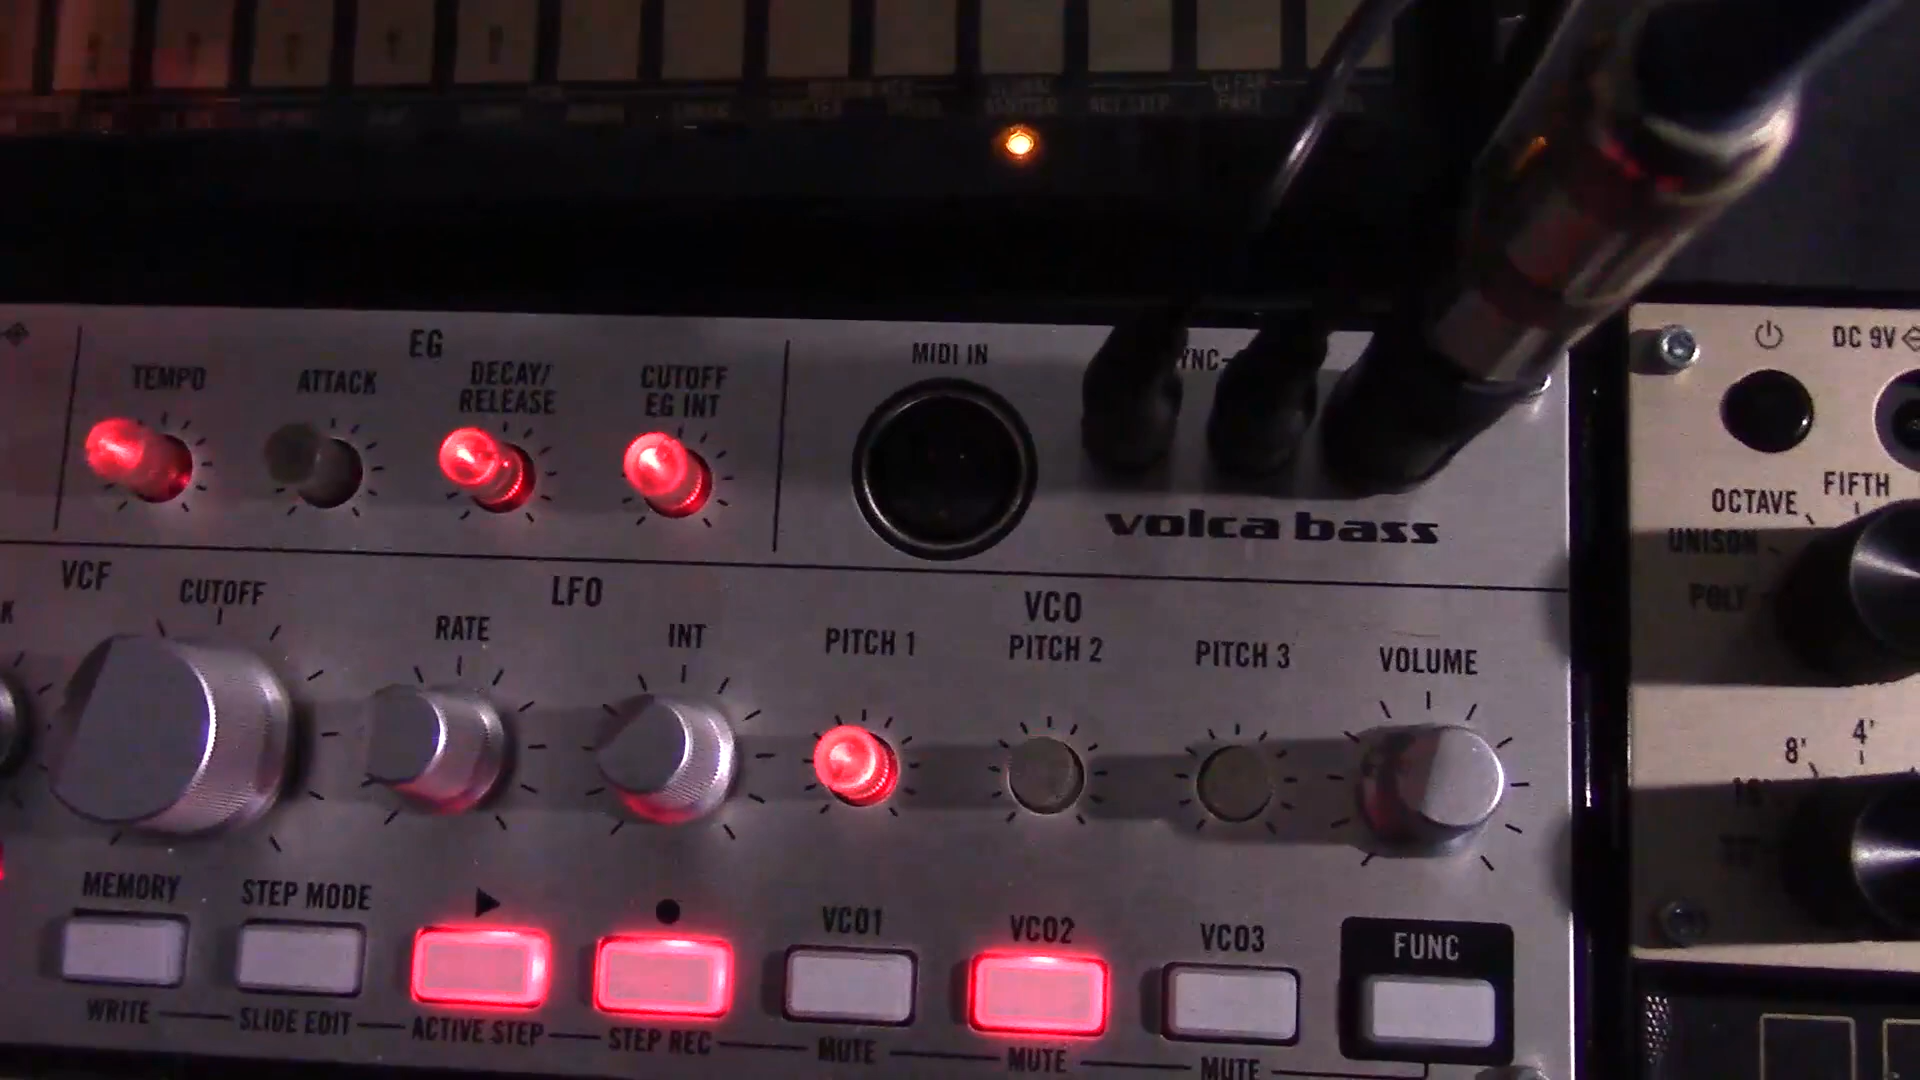 CLEAR
PART
EG
TEMPO
ATTACK
DECAY/
RELEASE
CUTOFF
EG INT
MIDI IN
volca bass
VCF
CUTOFF
LFO
RATE
INT
VCO
PITCH 1
PITCH 2
PITCH 3
VOLUME
MEMORY
STEP MODE
VCO1
VCO2
VCO3
FUNC
WRITE
SLIDE EDIT
ACTIVE STEP
STEP REC
MUTE
MUTE
MUTE
DC 9V
OCTAVE
FIFTH
UNISON
POLY
8'
4'